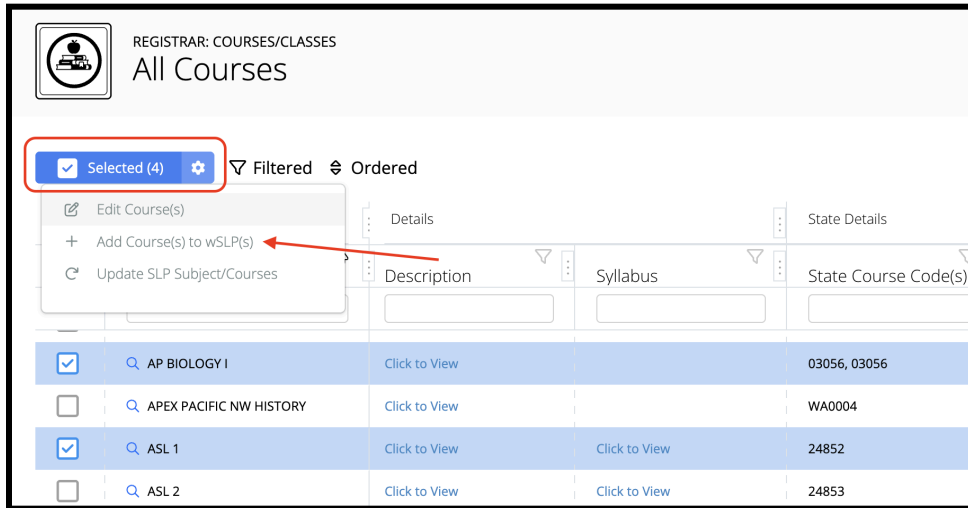 REGISTRAR: COURSES/CLASSES
All Courses
Selected (4) Filtered Ordered
Edit Course(s)
Add Course(s) to wSLP(s)
Update SLP Subject/Courses
Details State Details
Description Syllabus State Course Code(s)
AP BIOLOGY I Click to View 03056, 03056
APEX PACIFIC NW HISTORY Click to View WA0004
ASL 1 Click to View Click to View 24852
ASL 2 Click to View Click to View 24853